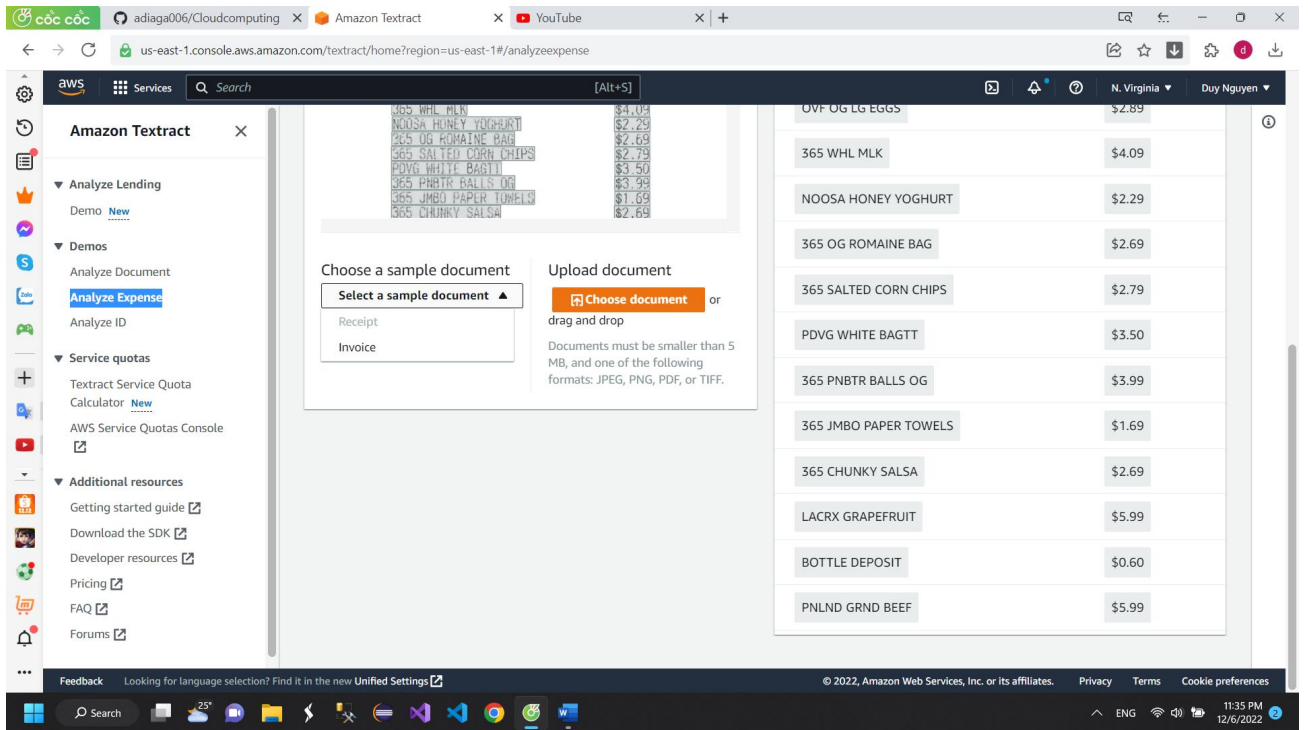 cốc cốc
adiaga006/Cloudcomputing
Amazon Textract
YouTube
us-east-1.console.aws.amazon.com/textract/home?region=us-east-1#/analyzeexpense
d
aws
Services
Search
[Alt+S]
N. Virginia
Duy Nguyen
Amazon Textract
Analyze Lending
Demo New
Demos
Analyze Document
Analyze Expense
Analyze ID
Service quotas
Textract Service Quota
Calculator New
AWS Service Quotas Console
Additional resources
Getting started guide
Download the SDK
Developer resources
Pricing
FAQ
Forums
365 WHL MLK $4.09
NOOSA HONEY YOGHURT $2.29
365 OG ROMAINE BAG $2.69
365 SALTED CORN CHIPS $2.79
PDVG WHITE BAGTT $3.50
365 PNBTR BALLS OG $3.99
365 JMBO PAPER TOWELS $1.69
365 CHUNKY SALSA $2.69
Choose a sample document
Select a sample document
Receipt
Invoice
Upload document
Choose document or
drag and drop
Documents must be smaller than 5
MB, and one of the following
formats: JPEG, PNG, PDF, or TIFF.
OVF OG LG EGGS $2.89
365 WHL MLK $4.09
NOOSA HONEY YOGHURT $2.29
365 OG ROMAINE BAG $2.69
365 SALTED CORN CHIPS $2.79
PDVG WHITE BAGTT $3.50
365 PNBTR BALLS OG $3.99
365 JMBO PAPER TOWELS $1.69
365 CHUNKY SALSA $2.69
LACRX GRAPEFRUIT $5.99
BOTTLE DEPOSIT $0.60
PNLND GRND BEEF $5.99
Feedback Looking for language selection? Find it in the new Unified Settings
© 2022, Amazon Web Services, Inc. or its affiliates. Privacy Terms Cookie preferences
Search
25°
ENG
11:35 PM
12/6/2022
2